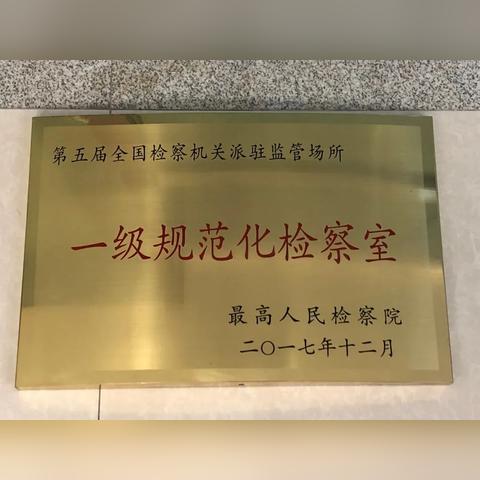 第五届全国检察机关派驻监管场所
一级规范化检察室
最高人民检察院
二〇一七年十二月